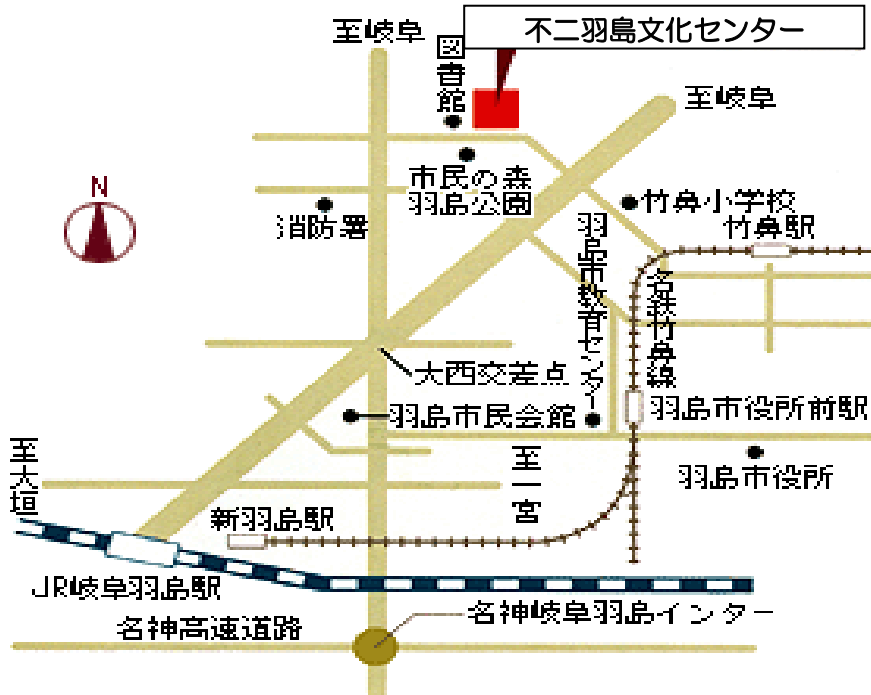 至岐阜
図書館
不二羽島文化センター
至岐阜
N
市民の森
羽島公園
消防署
竹鼻小学校
竹鼻駅
羽島市教育センター
名鉄竹鼻線
大西交差点
羽島市民会館
羽島市役所前駅
至大垣
至一宮
羽島市役所
新羽島駅
JR岐阜羽島駅
名神岐阜羽島インター
名神高速道路